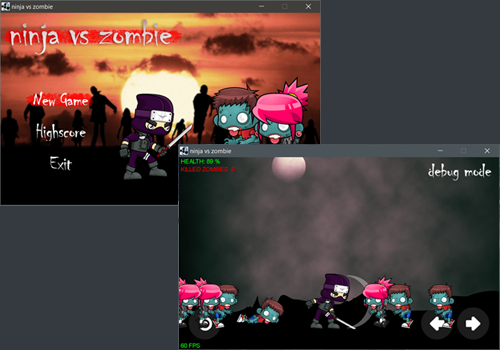 ninja vs zombie
ninja vs zombie
New Game
Highscore
Exit
ninja vs zombie
HEALTH: 89 %
KILLED ZOMBIES:
debug mode
60 FPS